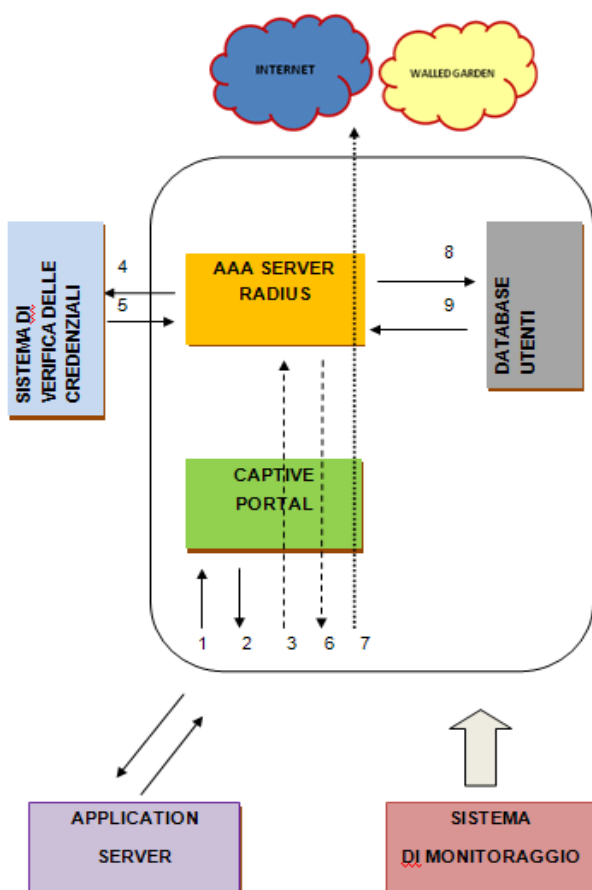 INTERNET
WALLED GARDEN
SISTEMA DI
VERIFICA DELLE
CREDENZIALI
4
5
AAA SERVER
RADIUS
8
9
DATABASE
UTENTI
CAPTIVE
PORTAL
1 2 3 6 7
APPLICATION
SERVER
SISTEMA
DI MONITORAGGIO